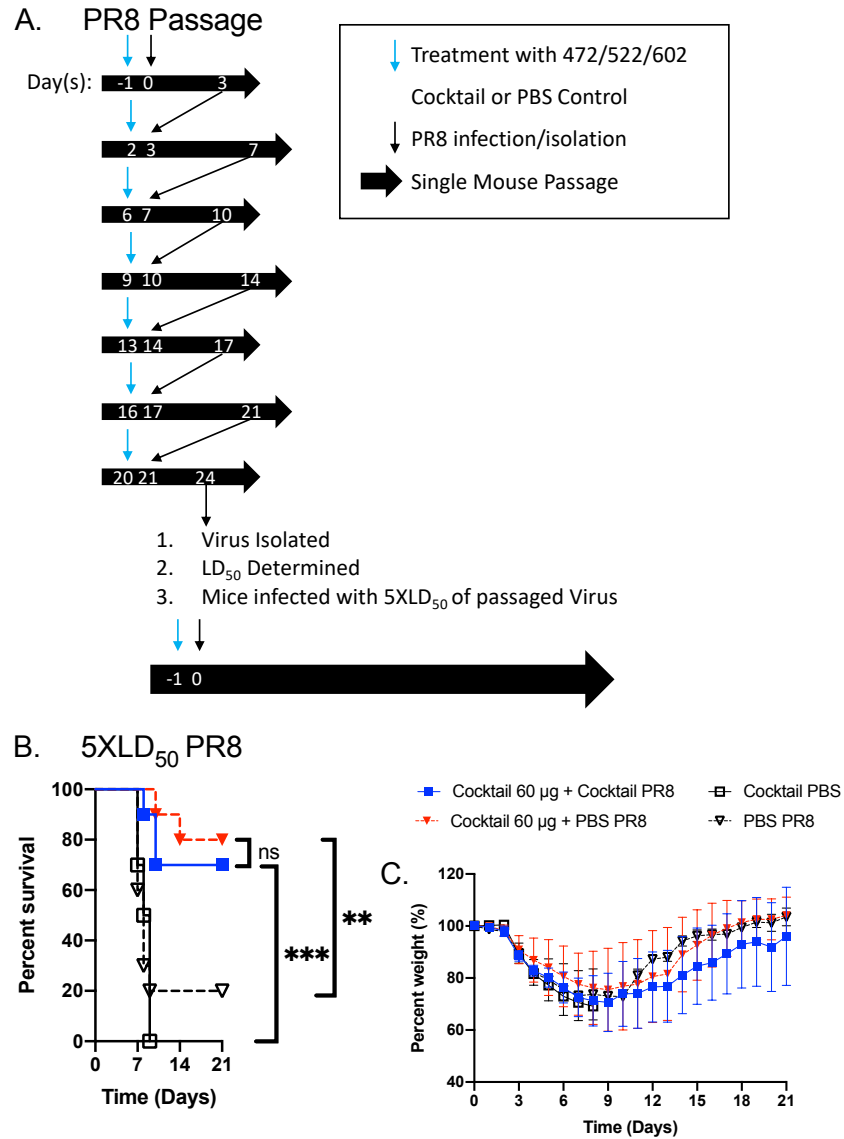 A.
PR8 Passage
Treatment with 472/522/602
Cocktail or PBS Control
PR8 infection/isolation
Single Mouse Passage
Day(s):
-1 0 3
2 3 7
6 7 10
9 10 14
13 14 17
16 17 21
20 21 24
1. Virus Isolated
2. LD50 Determined
3. Mice infected with 5XLD50 of passaged Virus
-1 0
B. 5XLD50 PR8
Percent survival
100
80
60
40
20
0
0 7 14 21
Time (Days)
ns
**
***
Cocktail 60 µg + Cocktail PR8
Cocktail PBS
Cocktail 60 µg + PBS PR8
PBS PR8
C.
Percent weight (%)
120
100
80
60
40
0 3 6 9 12 15 18 21
Time (Days)